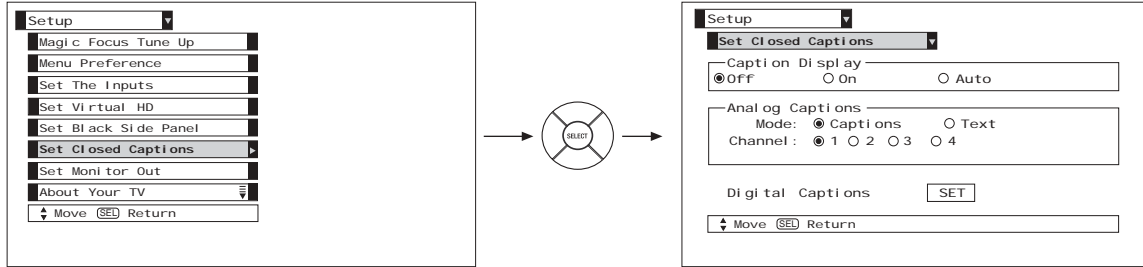 Setup
Magic Focus Tune Up
Menu Preference
Set The Inputs
Set Virtual HD
Set Black Side Panel
Set Closed Captions
Set Monitor Out
About Your TV
Move SEL Return
SELECT
Setup
Set Closed Captions
Caption Display
Off On Auto
Analog Captions
Mode: Captions Text
Channel: 1 2 3 4
Digital Captions SET
Move SEL Return